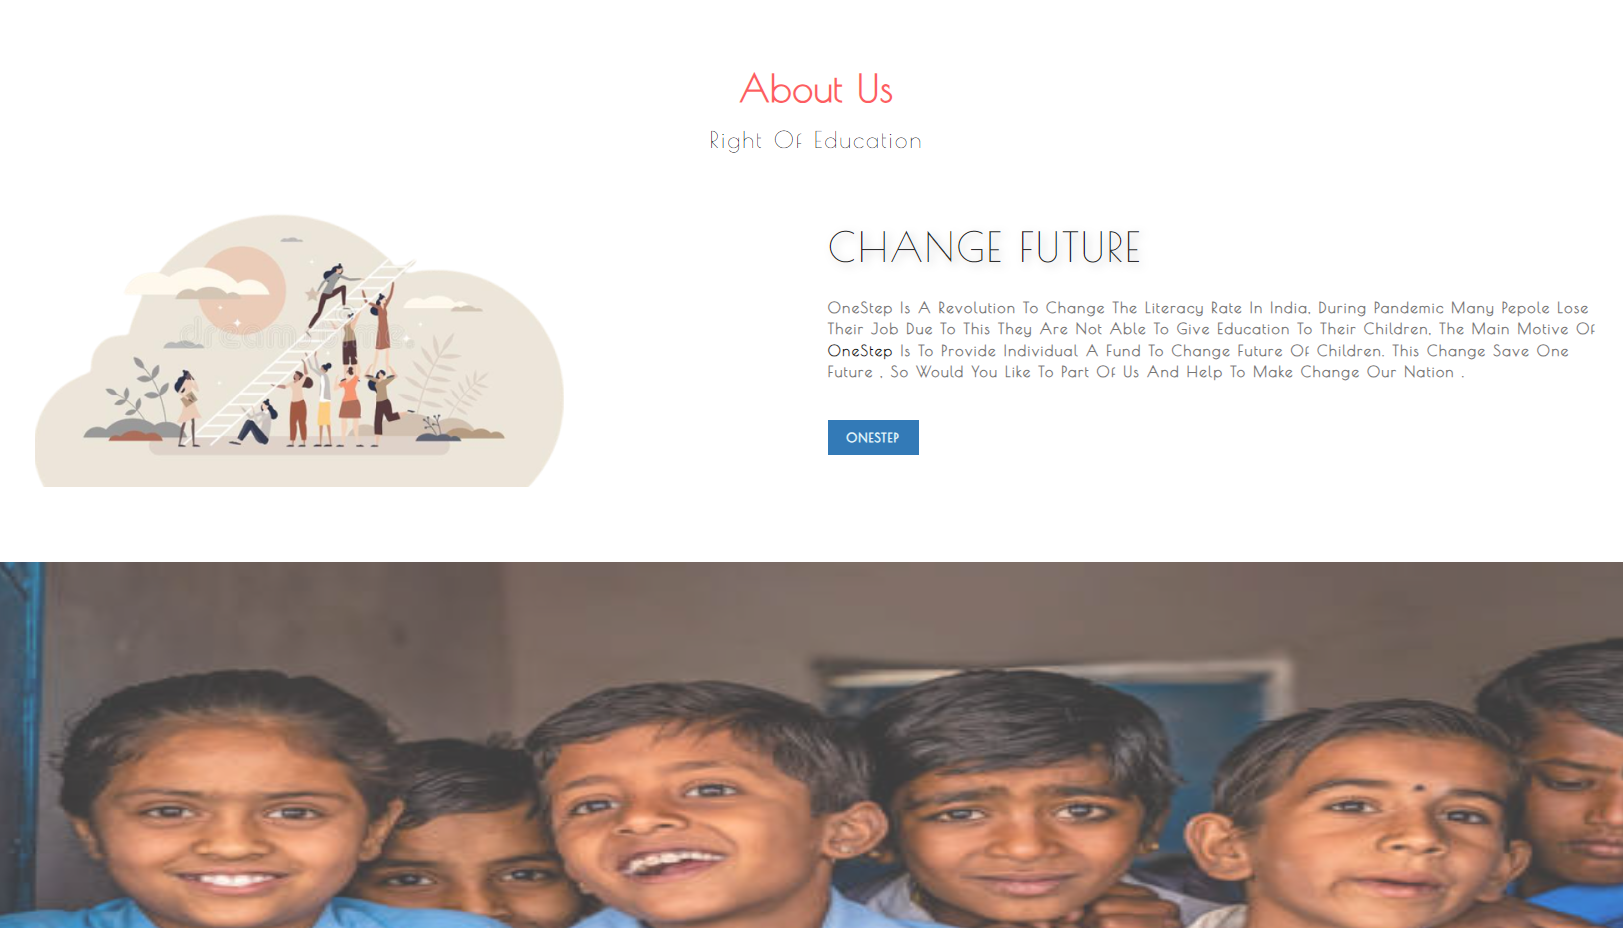 About Us
Right Of Education
CHANGE FUTURE
OneStep Is A Revolution To Change The Literacy Rate In India, During Pandemic Many Pepole Lose
Their Job Due To This They Are Not Able To Give Education To Their Children, The Main Motive Of
OneStep Is To Provide Individual A Fund To Change Future Of Children. This Change Save One
Future , So Would You Like To Part Of Us And Help To Make Change Our Nation .
ONESTEP